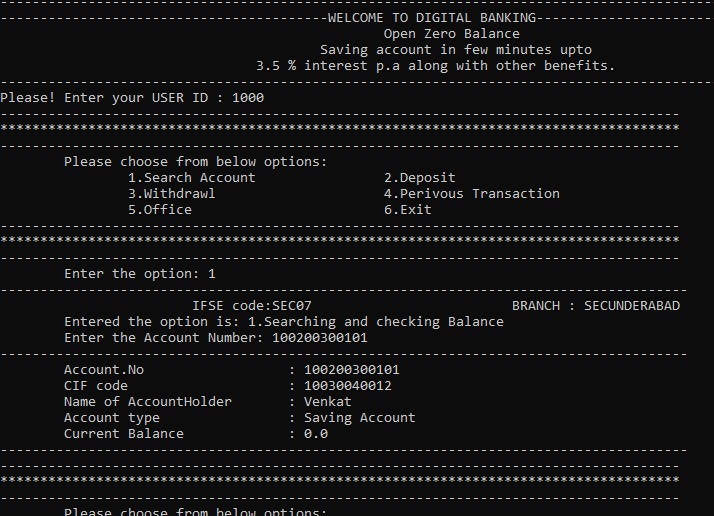 -----------------------------------------------------------------------------------------
-----------------------------------------WELCOME TO DIGITAL BANKING----------------------
Open Zero Balance
Saving account in few minutes upto
3.5 % interest p.a along with other benefits.
-----------------------------------------------------------------------------------------
Please! Enter your USER ID : 1000
-------------------------------------------------------------------------------------
*************************************************************************************
-------------------------------------------------------------------------------------
Please choose from below options:
1.Search Account 2.Deposit
3.Withdrawl 4.Perivous Transaction
5.Office 6.Exit
-------------------------------------------------------------------------------------
*************************************************************************************
-------------------------------------------------------------------------------------
Enter the option: 1
--------------------------------------------------------------------------------------
IFSE code:SEC07 BRANCH : SECUNDERABAD
Entered the option is: 1.Searching and checking Balance
Enter the Account Number: 100200300101
--------------------------------------------------------------------------------------
Account.No : 100200300101
CIF code : 10030040012
Name of AccountHolder : Venkat
Account type : Saving Account
Current Balance : 0.0
--------------------------------------------------------------------------------------
-------------------------------------------------------------------------------------
*************************************************************************************
-------------------------------------------------------------------------------------
Please choose from below options: